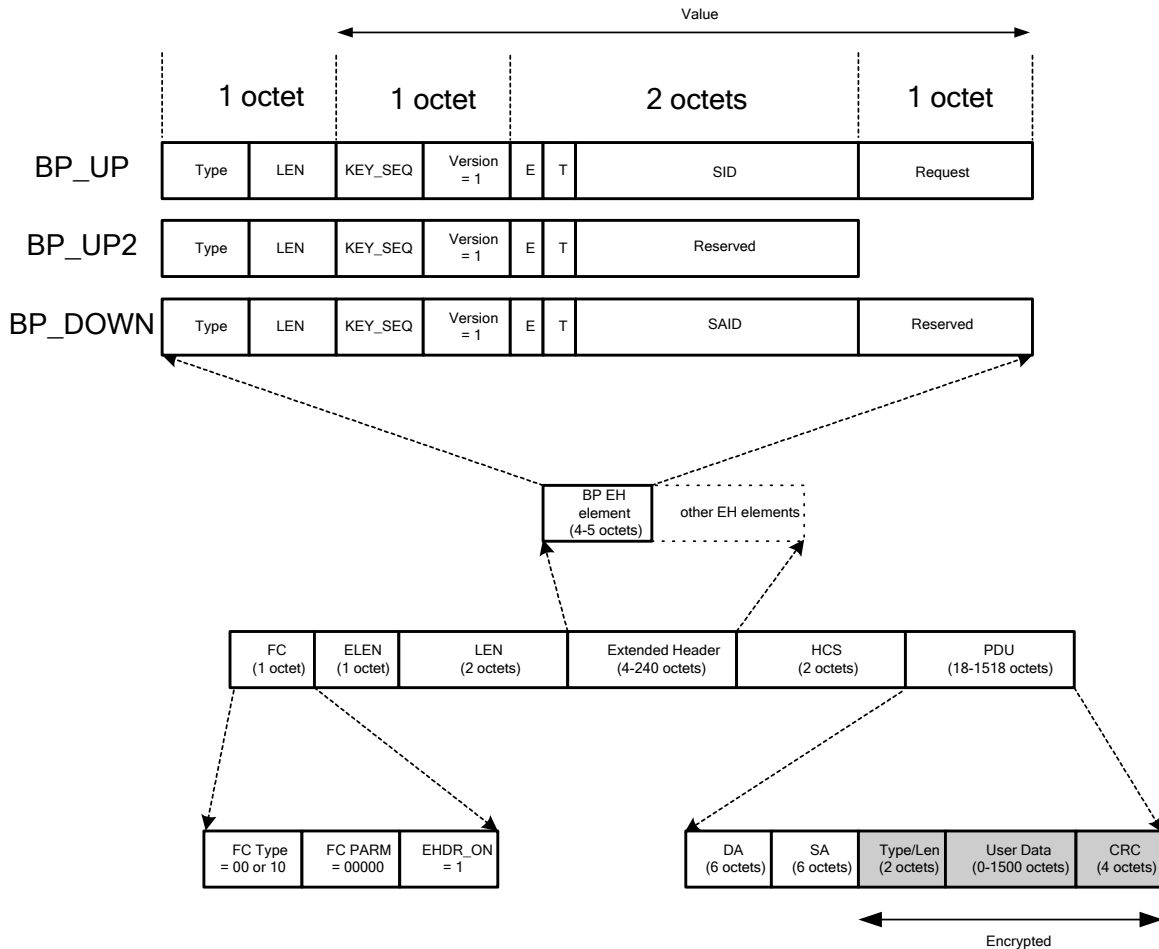 Value
1 octet 1 octet 2 octets 1 octet
BP_UP Type LEN KEY_SEQ Version E T SID Request
= 1
BP_UP2 Type LEN KEY_SEQ Version E T Reserved
= 1
BP_DOWN Type LEN KEY_SEQ Version E T SAID Reserved
= 1
BP EH
element
(4-5 octets)
other EH elements
FC ELEN LEN Extended Header HCS PDU
(1 octet) (1 octet) (2 octets) (4-240 octets) (2 octets) (18-1518 octets)
FC Type FC PARM EHDR_ON
= 00 or 10 = 00000 = 1
DA SA Type/Len User Data CRC
(6 octets) (6 octets) (2 octets) (0-1500 octets) (4 octets)
Encrypted